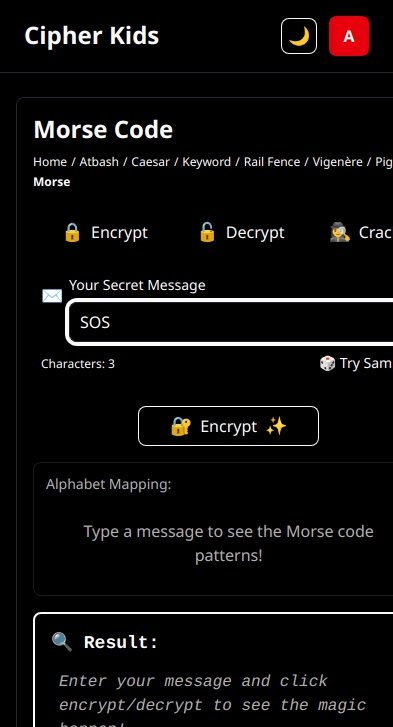 Cipher Kids
A
Morse Code
Home / Atbash / Caesar / Keyword / Rail Fence / Vigenère / Pig
Morse
Encrypt
Decrypt
Crac
Your Secret Message
SOS
Characters: 3
Try Sam
Encrypt
Alphabet Mapping:
Type a message to see the Morse code
patterns!
Result:
Enter your message and click
encrypt/decrypt to see the magic
happen!